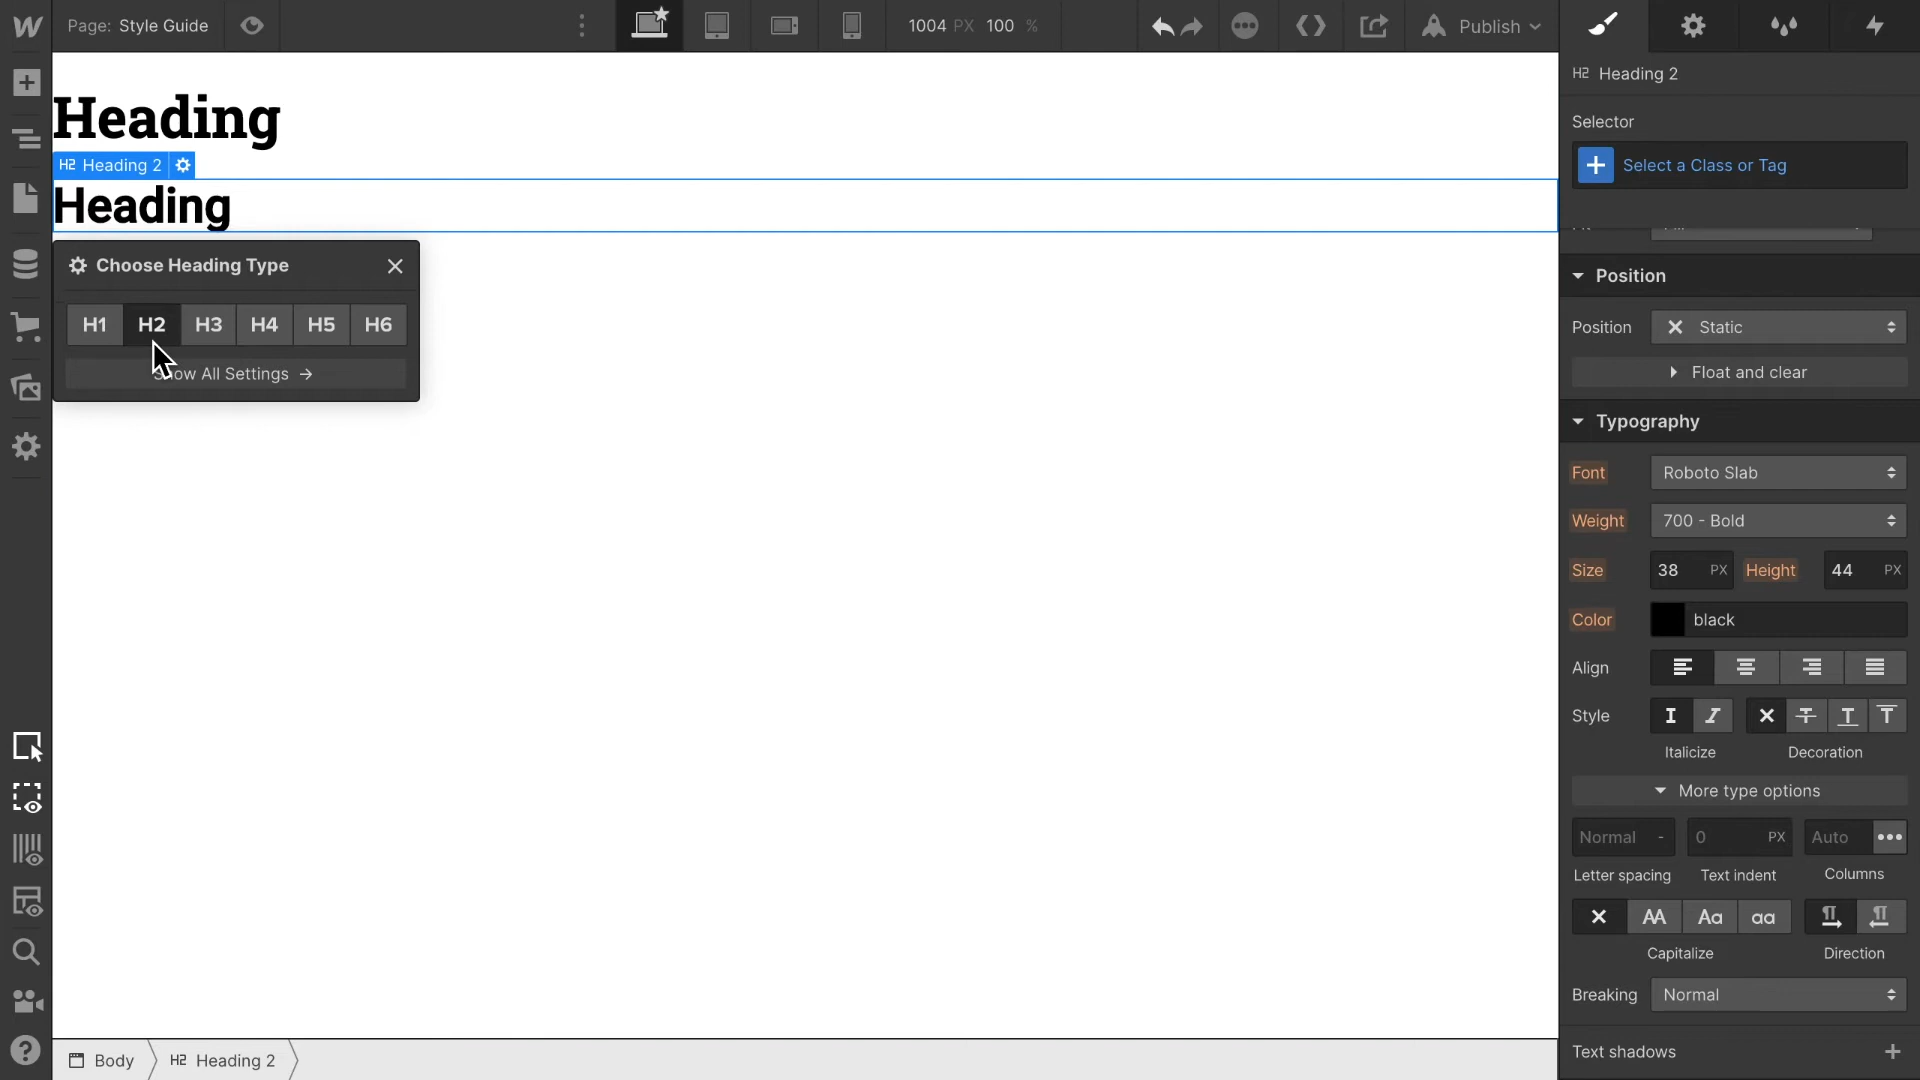 Page: Style Guide
1004 PX 100 %
Publish
Heading
H2 Heading 2
Heading
Choose Heading Type
H1 H2 H3 H4 H5 H6
All Settings
Body
H2 Heading 2
H2 Heading 2
Selector
Select a Class or Tag
Position
Position Static
Float and clear
Typography
Font Roboto Slab
Weight 700 - Bold
Size 38 PX Height 44 PX
Color black
Align
Style
Italicize Decoration
More type options
Normal - 0 PX Auto
Letter spacing Text indent Columns
AA Aa aa
Capitalize Direction
Breaking Normal
Text shadows